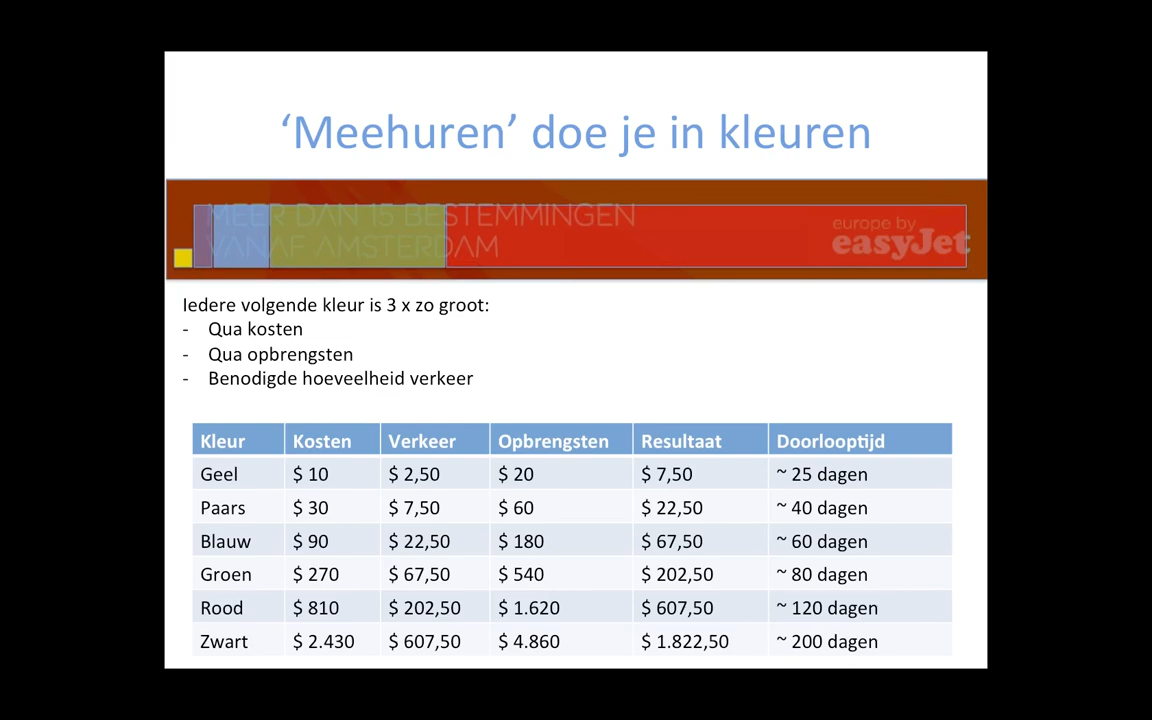 ‘Meehuren’ doe je in kleuren
MEER DAN 15 BESTEMMINGEN
VANAF AMSTERDAM
europe by
easyJet
Iedere volgende kleur is 3 x zo groot:
- Qua kosten
- Qua opbrengsten
- Benodigde hoeveelheid verkeer
Kleur Kosten Verkeer Opbrengsten Resultaat Doorlooptijd
Geel $ 10 $ 2,50 $ 20 $ 7,50 ~ 25 dagen
Paars $ 30 $ 7,50 $ 60 $ 22,50 ~ 40 dagen
Blauw $ 90 $ 22,50 $ 180 $ 67,50 ~ 60 dagen
Groen $ 270 $ 67,50 $ 540 $ 202,50 ~ 80 dagen
Rood $ 810 $ 202,50 $ 1.620 $ 607,50 ~ 120 dagen
Zwart $ 2.430 $ 607,50 $ 4.860 $ 1.822,50 ~ 200 dagen